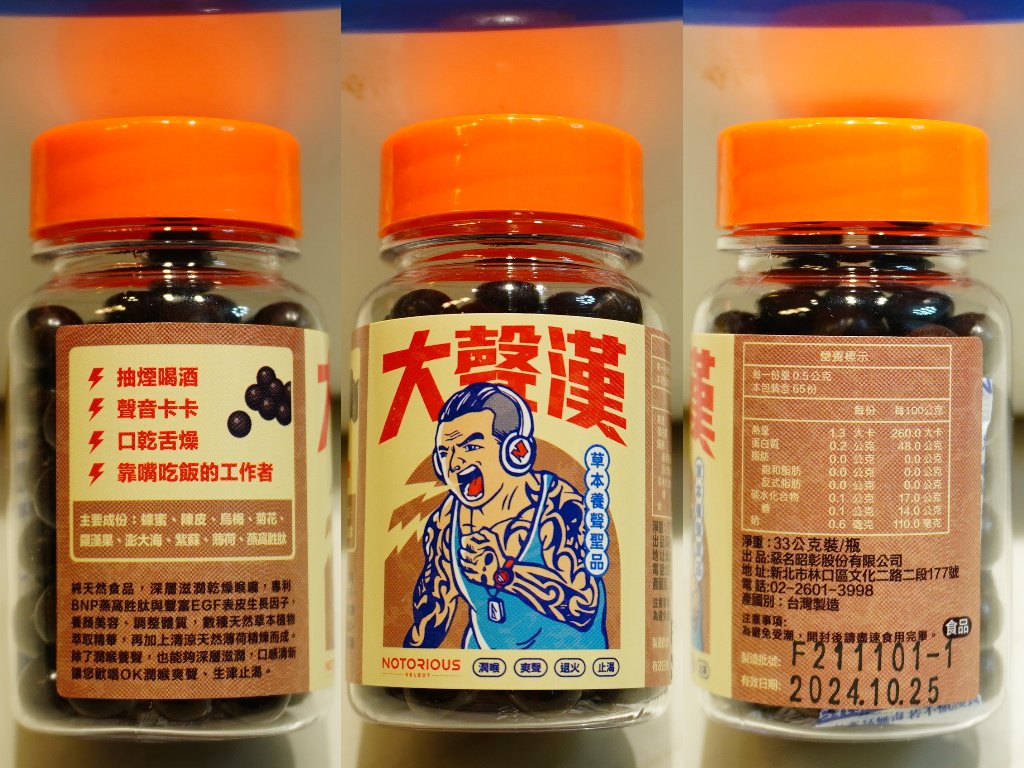 抽煙喝酒
聲音卡卡
口乾舌燥
靠嘴吃飯的工作者
主要成份：蜂蜜、陳皮、烏梅、菊花、
羅漢果、澎大海、紫蘇、薄荷、燕窩胜肽
純天然食品，深層滋潤乾燥喉嚨，專利
BNP燕窩胜肽與豐富EGF表皮生長因子，
養顏美容，調整體質，數種天然草本植物
萃取精華，再加上清涼天然薄荷精煉而成。
除了潤喉養聲，也能夠深層滋潤，口感清新
讓您歡唱OK潤喉爽聲、生津止渴。
大聲漢
草本養聲聖品
NOTORIOUS
SELECT
潤喉 爽聲 退火 止渴
漢
營養標示
每一份量 0.5公克
本包裝含 65份
每份 每100公克
熱量 1.3 大卡 260.0 大卡
蛋白質 0.2 公克 48.0 公克
脂肪 0.0 公克 0.0 公克
飽和脂肪 0.0 公克 0.0 公克
反式脂肪 0.0 公克 0.0 公克
碳水化合物 0.1 公克 17.0 公克
糖 0.1 公克 14.0 公克
鈉 0.6 毫克 110.0 毫克
淨重:33公克裝/瓶
出品:惡名昭彰股份有限公司
地址:新北市林口區文化二路二段177號
電話:02-2601-3998
產國別：台灣製造
注意事項:
為避免受潮，開封後請盡速食用完畢。
食品
製造批號: F211101-1
有效日期: 2024.10.25